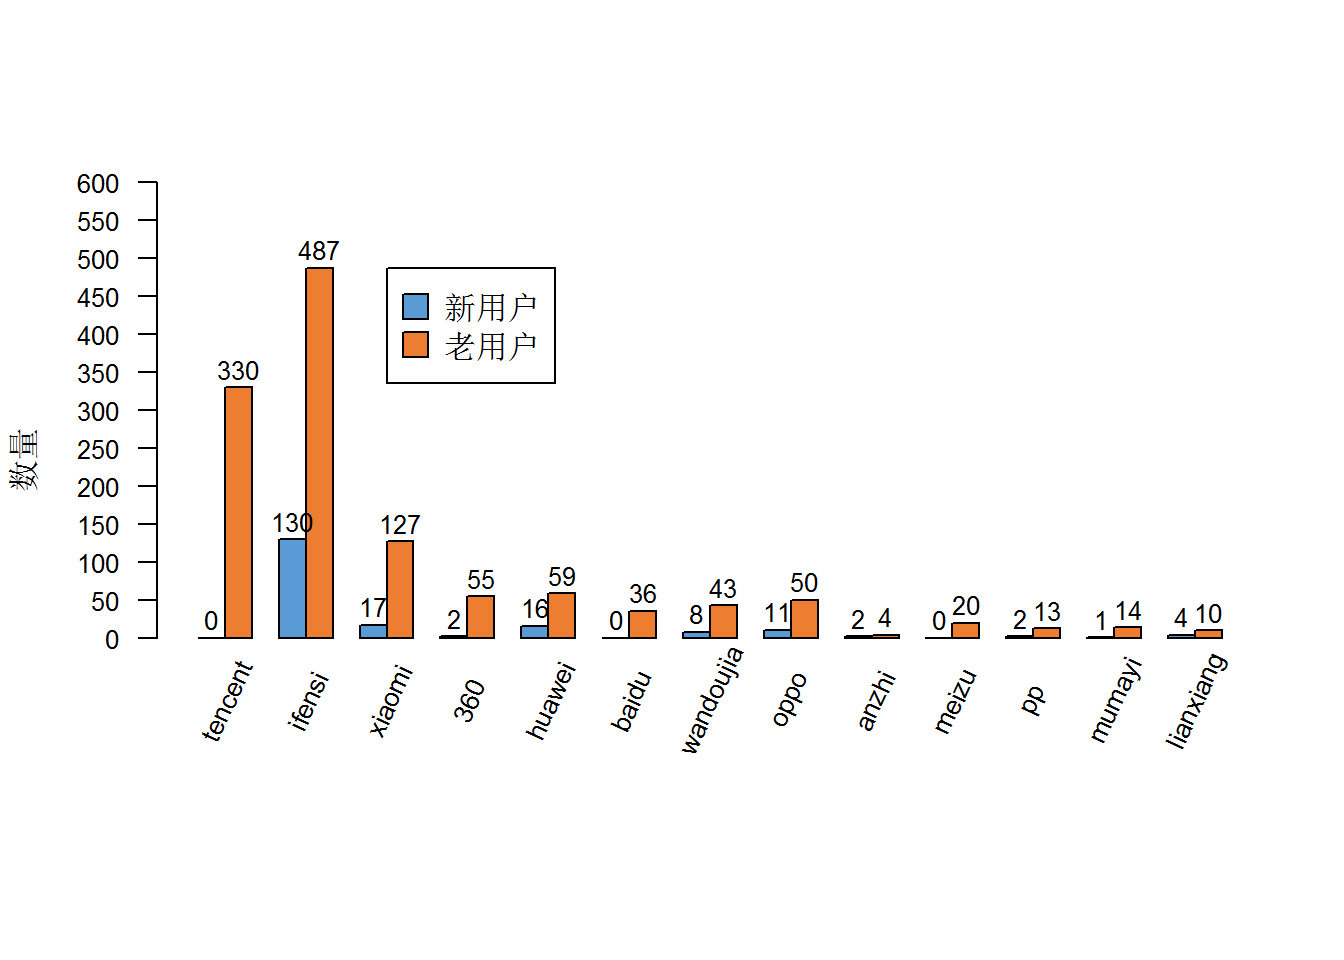 600
550
500
450
400
350
300
250
200
150
100
50
0
数量
新用户
老用户
0 330
130 487
17 127
2 55
16 59
0 36
8 43
11 50
2 4
0 20
2 13
1 14
4 10
tencent
ifensi
xiaomi
360
huawei
baidu
wandoujia
oppo
anzhi
meizu
pp
mumayi
lianxiang